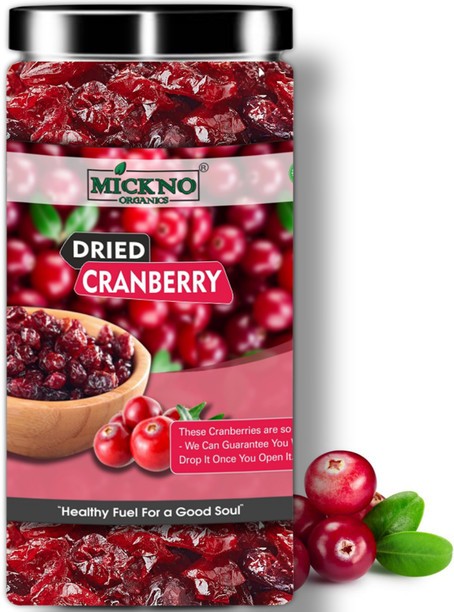 MICKNO®
ORGANICS
DRIED
CRANBERRY
These Cranberries are so
- We Can Guarantee You
Drop It Once You Open It.
"Healthy Fuel For a Good Soul"